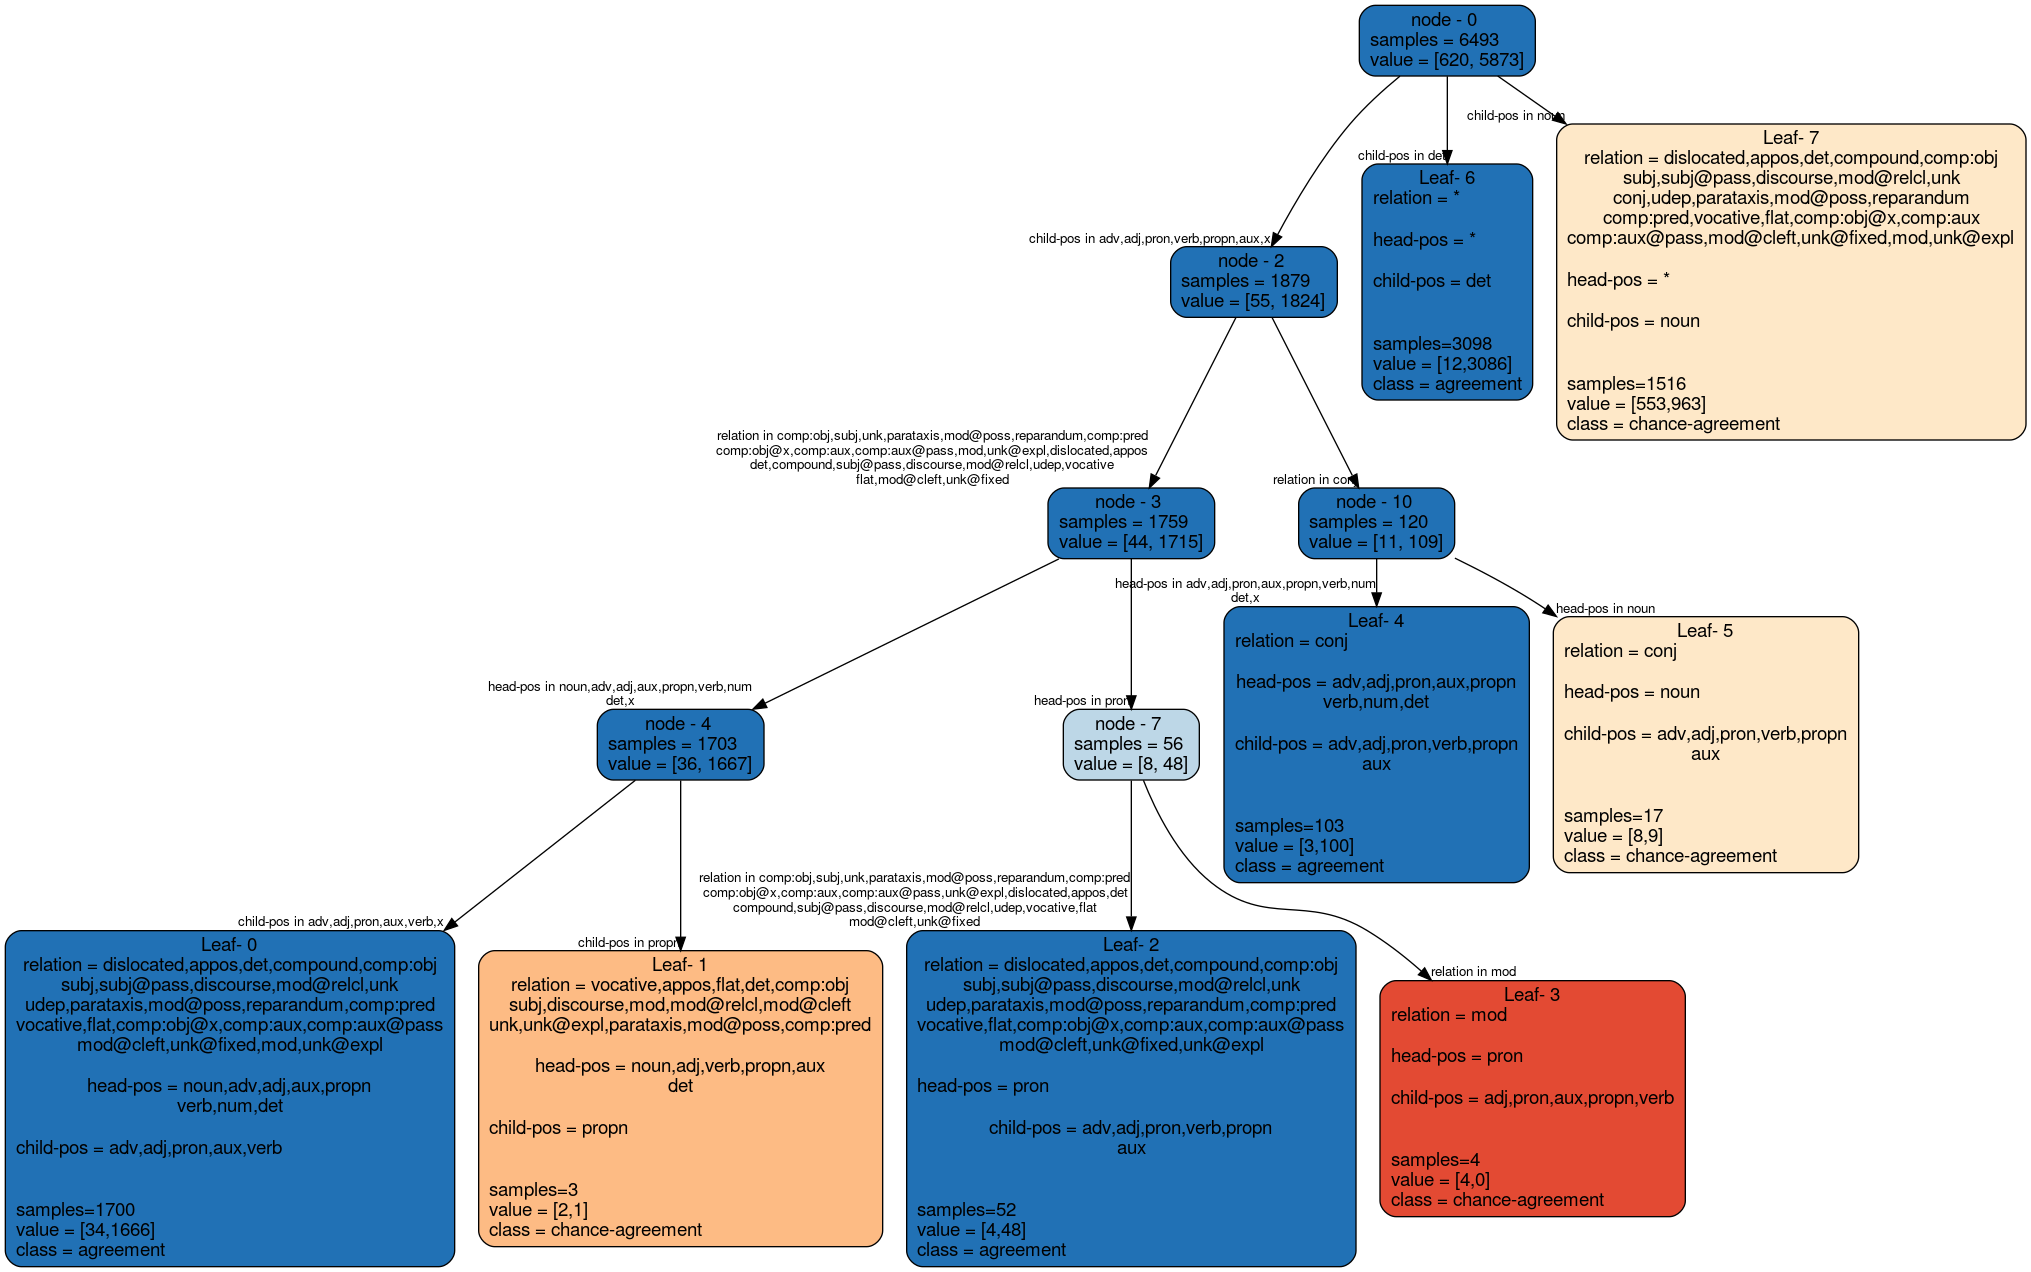 node - 0
samples = 6493
value = [620, 5873]
child-pos in noun
Leaf- 7
relation = dislocated,appos,det,compound,comp:obj
subj,subj@pass,discourse,mod@relcl,unk
conj,udep,parataxis,mod@poss,reparandum
comp:pred,vocative,flat,comp:obj@x,comp:aux
comp:aux@pass,mod@cleft,unk@fixed,mod,unk@expl
head-pos = *
child-pos = noun
samples=1516
value = [553,963]
class = chance-agreement
child-pos in det
Leaf- 6
relation = *
head-pos = *
child-pos = det
samples=3098
value = [12,3086]
class = agreement
child-pos in adv,adj,pron,verb,propn,aux,x
node - 2
samples = 1879
value = [55, 1824]
relation in comp:obj,subj,unk,parataxis,mod@poss,reparandum,comp:pred
comp:obj@x,comp:aux,comp:aux@pass,mod,unk@expl,dislocated,appos
det,compound,subj@pass,discourse,mod@relcl,udep,vocative
flat,mod@cleft,unk@fixed
node - 3
samples = 1759
value = [44, 1715]
relation in conj
node - 10
samples = 120
value = [11, 109]
head-pos in adv,adj,pron,aux,propn,verb,num
det,x
Leaf- 4
relation = conj
head-pos = adv,adj,pron,aux,propn
verb,num,det
child-pos = adv,adj,pron,verb,propn
aux
samples=103
value = [3,100]
class = agreement
head-pos in noun
Leaf- 5
relation = conj
head-pos = noun
child-pos = adv,adj,pron,verb,propn
aux
samples=17
value = [8,9]
class = chance-agreement
head-pos in noun,adv,adj,aux,propn,verb,num
det,x
node - 4
samples = 1703
value = [36, 1667]
head-pos in pron
node - 7
samples = 56
value = [8, 48]
child-pos in adv,adj,pron,aux,verb,x
Leaf- 0
relation = dislocated,appos,det,compound,comp:obj
subj,subj@pass,discourse,mod@relcl,unk
udep,parataxis,mod@poss,reparandum,comp:pred
vocative,flat,comp:obj@x,comp:aux,comp:aux@pass
mod@cleft,unk@fixed,mod,unk@expl
head-pos = noun,adv,adj,aux,propn
verb,num,det
child-pos = adv,adj,pron,aux,verb
samples=1700
value = [34,1666]
class = agreement
child-pos in propn
Leaf- 1
relation = vocative,appos,flat,det,comp:obj
subj,discourse,mod,mod@relcl,mod@cleft
unk,unk@expl,parataxis,mod@poss,comp:pred
head-pos = noun,adj,verb,propn,aux
det
child-pos = propn
samples=3
value = [2,1]
class = chance-agreement
relation in comp:obj,subj,unk,parataxis,mod@poss,reparandum,comp:pred
comp:obj@x,comp:aux,comp:aux@pass,unk@expl,dislocated,appos,det
compound,subj@pass,discourse,mod@relcl,udep,vocative,flat
mod@cleft,unk@fixed
Leaf- 2
relation = dislocated,appos,det,compound,comp:obj
subj,subj@pass,discourse,mod@relcl,unk
udep,parataxis,mod@poss,reparandum,comp:pred
vocative,flat,comp:obj@x,comp:aux,comp:aux@pass
mod@cleft,unk@fixed,unk@expl
head-pos = pron
child-pos = adv,adj,pron,verb,propn
aux
samples=52
value = [4,48]
class = agreement
relation in mod
Leaf- 3
relation = mod
head-pos = pron
child-pos = adj,pron,aux,propn,verb
samples=4
value = [4,0]
class = chance-agreement